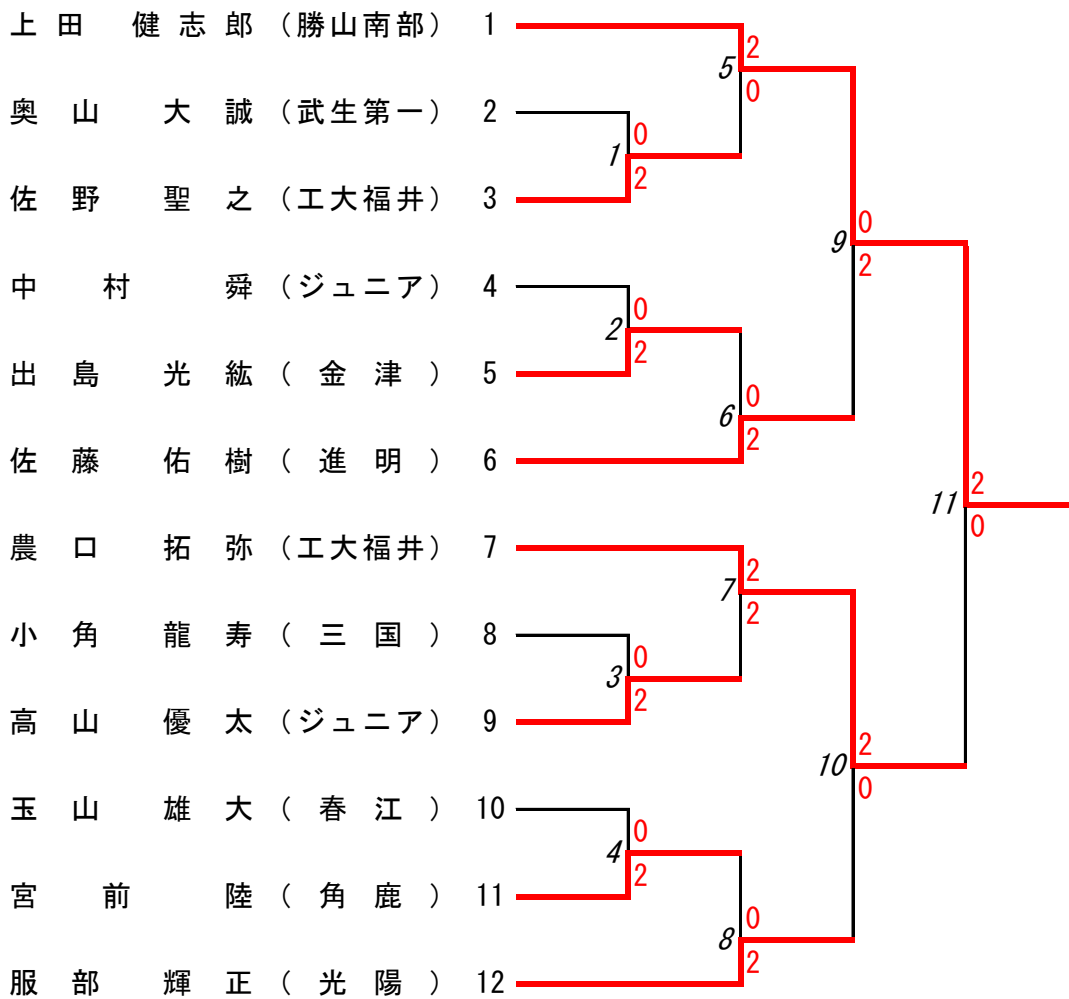 上田 健志郎 (勝山南部) 1
2
5
0
奥山 大誠 (武生第一) 2
0
1
2
佐野 聖之 (工大福井) 3
0
9
2
中村 舜 (ジュニア) 4
0
2
2
出島 光紘 (金津) 5
0
6
2
佐藤 佑樹 (進明) 6
2
11
0
農口 拓弥 (工大福井) 7
2
7
2
小角 龍寿 (三国) 8
0
3
2
高山 優太 (ジュニア) 9
2
10
0
玉山 雄大 (春江) 10
0
4
2
宮前 陸 (角鹿) 11
0
8
2
服部 輝正 (光陽) 12